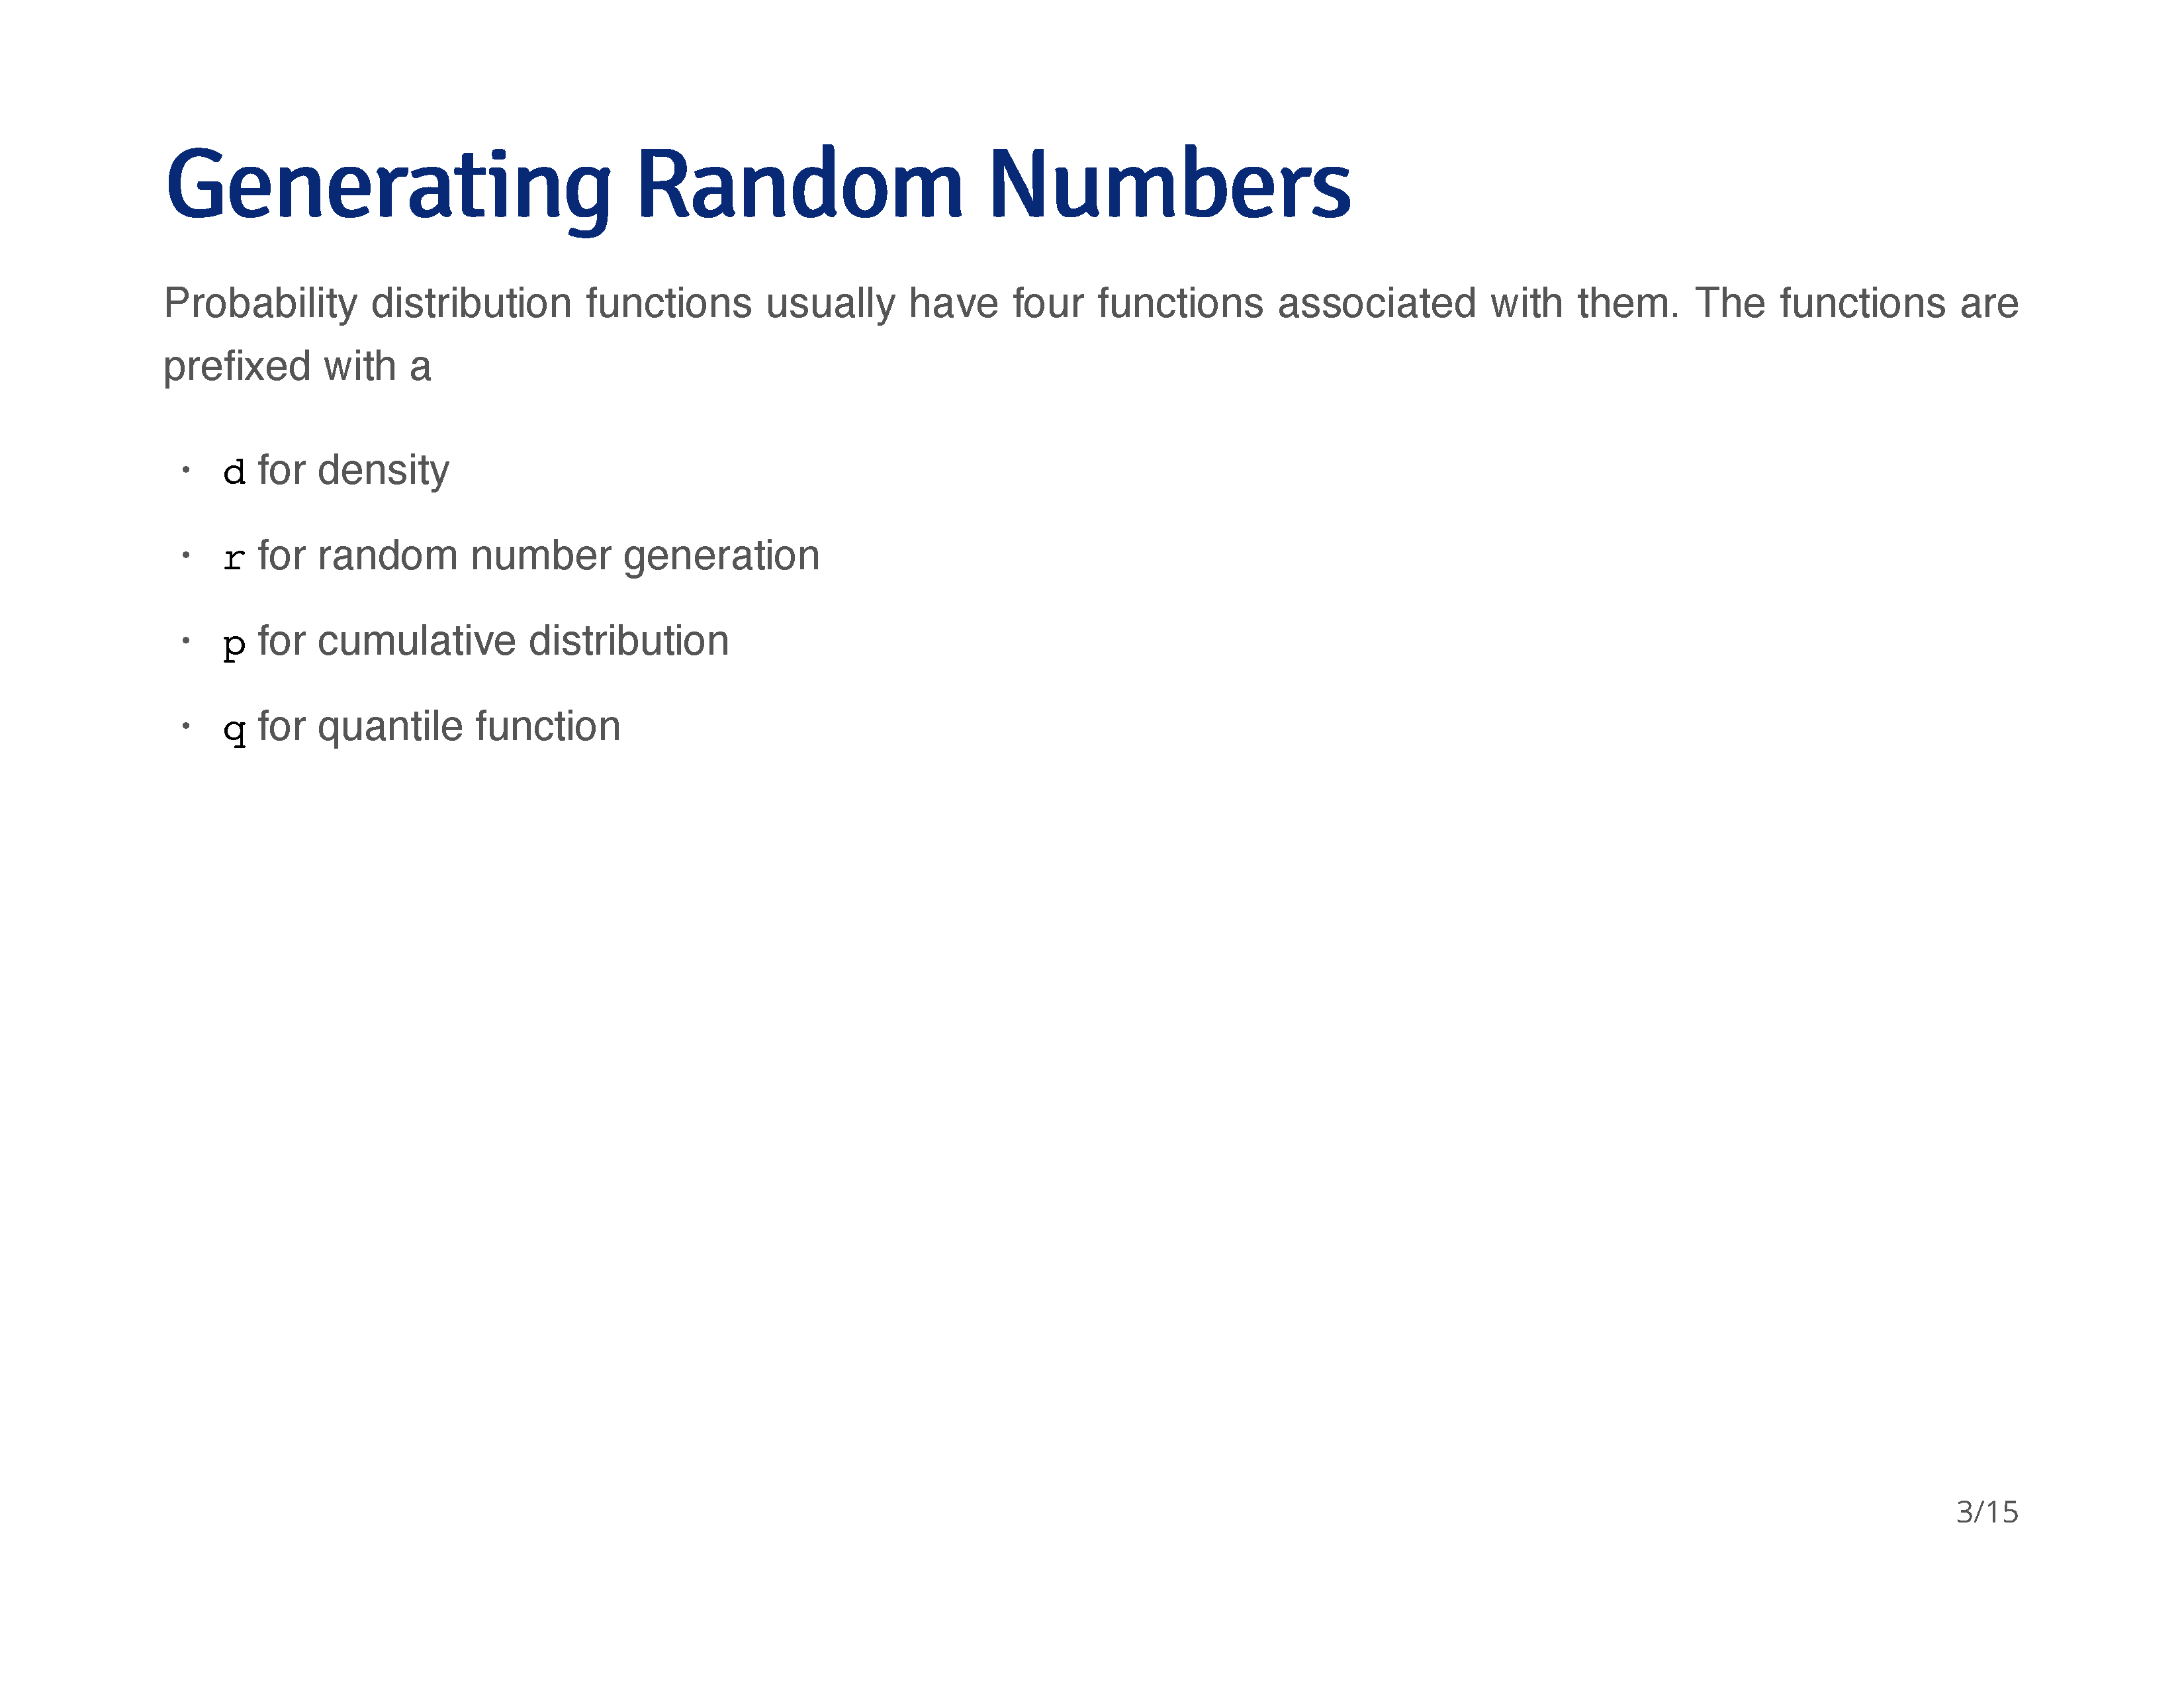 Generating Random Numbers
Probability distribution functions usually have four functions associated with them. The functions are
prefixed with a
· d for density
· r for random number generation
· p for cumulative distribution
· q for quantile function
3/15